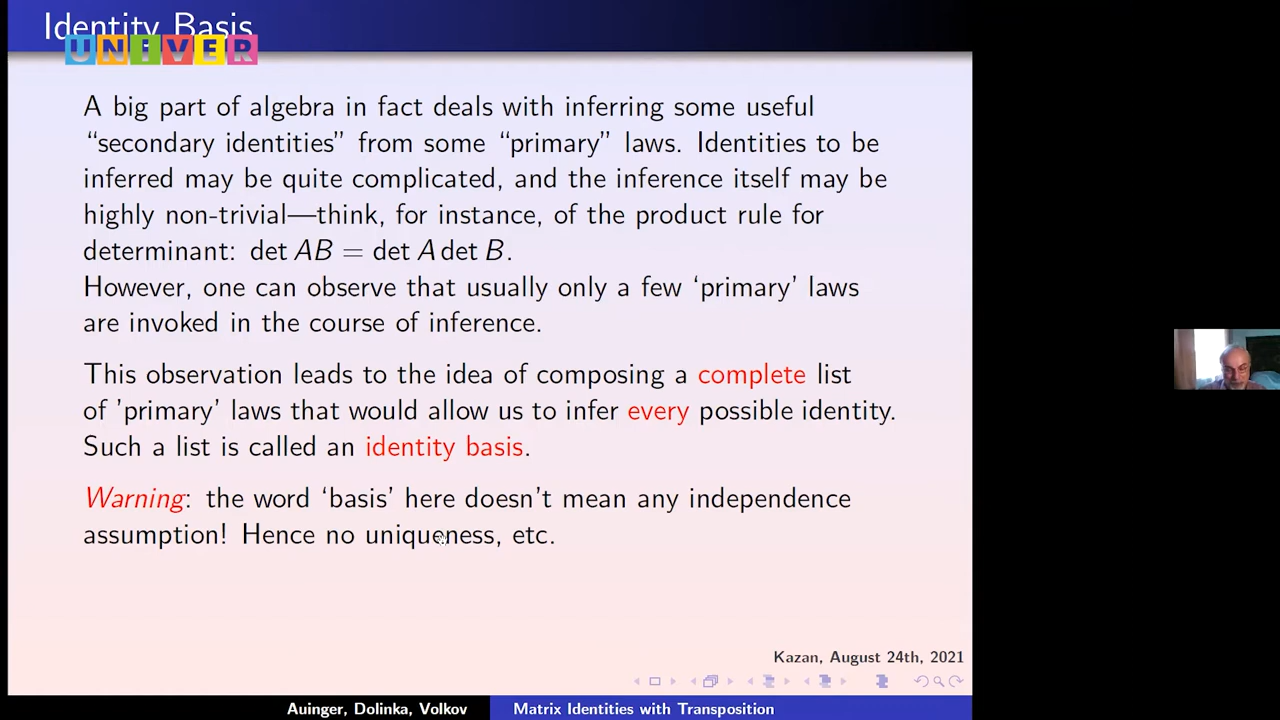 Identity Basis
UNIVER
A big part of algebra in fact deals with inferring some useful
“secondary identities” from some “primary” laws. Identities to be
inferred may be quite complicated, and the inference itself may be
highly non-trivial—think, for instance, of the product rule for
determinant: det AB = det A det B.
However, one can observe that usually only a few ‘primary’ laws
are invoked in the course of inference.
This observation leads to the idea of composing a complete list
of ’primary’ laws that would allow us to infer every possible identity.
Such a list is called an identity basis.
Warning: the word ‘basis’ here doesn’t mean any independence
assumption! Hence no uniqueness, etc.
Kazan, August 24th, 2021
Auinger, Dolinka, Volkov
Matrix Identities with Transposition